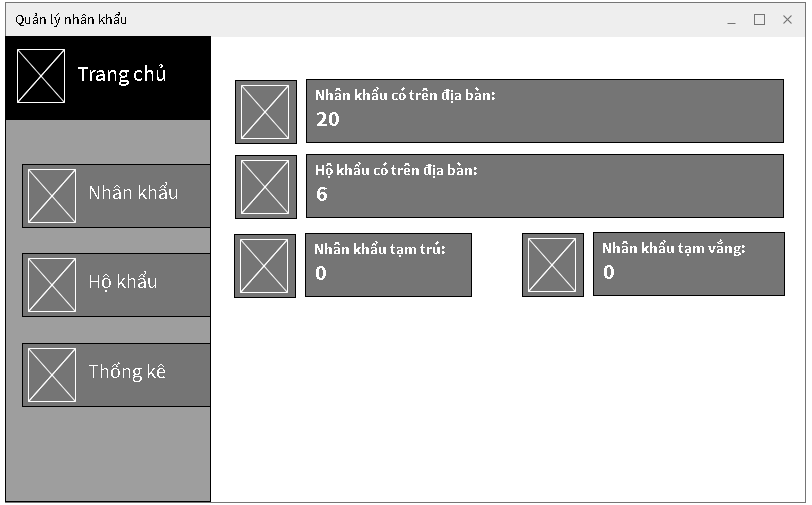 Quản lý nhân khẩu
Trang chủ
Nhân khẩu
Hộ khẩu
Thống kê
Nhân khẩu có trên địa bàn:
20
Hộ khẩu có trên địa bàn:
6
Nhân khẩu tạm trú:
0
Nhân khẩu tạm vắng:
0